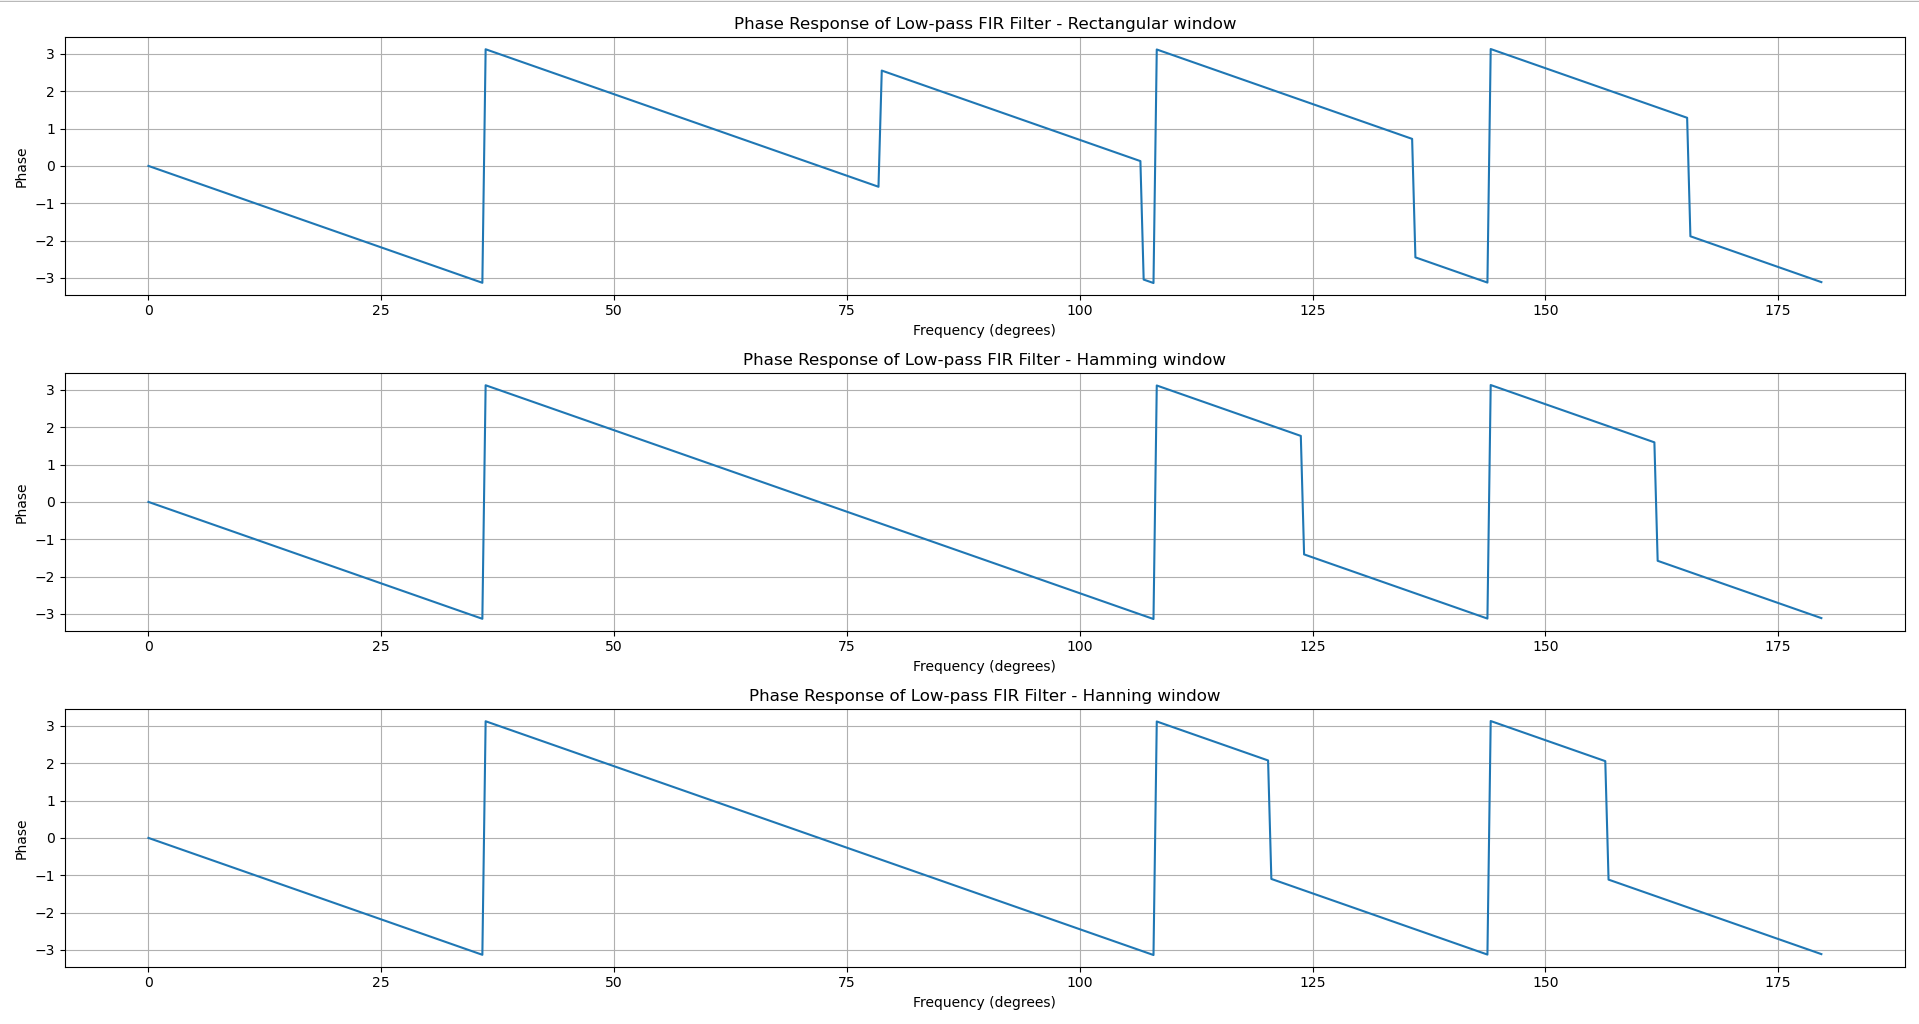 Phase Response of Low-pass FIR Filter - Rectangular window
3
2
1
0
−1
−2
−3
Phase
0 25 50 75 100 125 150 175
Frequency (degrees)
Phase Response of Low-pass FIR Filter - Hamming window
3
2
1
0
−1
−2
−3
Phase
0 25 50 75 100 125 150 175
Frequency (degrees)
Phase Response of Low-pass FIR Filter - Hanning window
3
2
1
0
−1
−2
−3
Phase
0 25 50 75 100 125 150 175
Frequency (degrees)